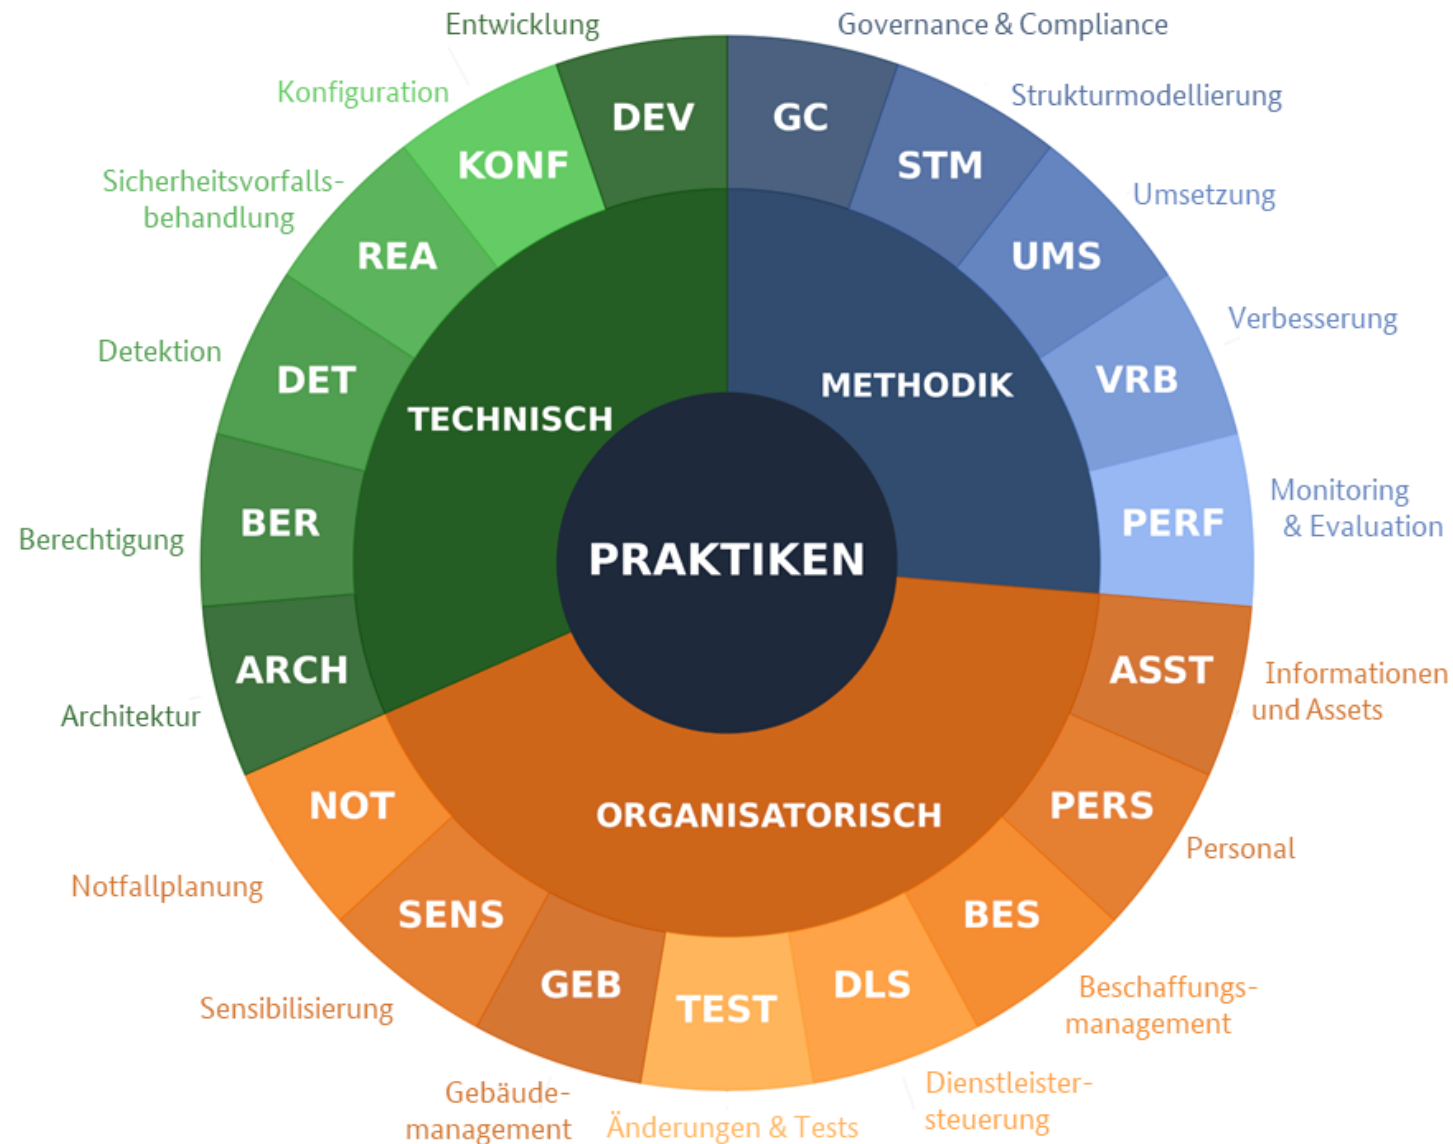 Entwicklung
Governance & Compliance
Konfiguration
Strukturmodellierung
DEV
GC
KONF
STM
Sicherheitsvorfalls-
behandlung
Umsetzung
REA
UMS
Verbesserung
Detektion
DET
VRB
METHODIK
TECHNISCH
Monitoring
& Evaluation
BER
PERF
Berechtigung
PRAKTIKEN
ARCH
ASST
Informationen
und Assets
Architektur
NOT
PERS
ORGANISATORISCH
Personal
Notfallplanung
SENS
BES
GEB
DLS
TEST
Sensibilisierung
Beschaffungs-
management
Gebäude-
management
Änderungen & Tests
Dienstleister-
steuerung